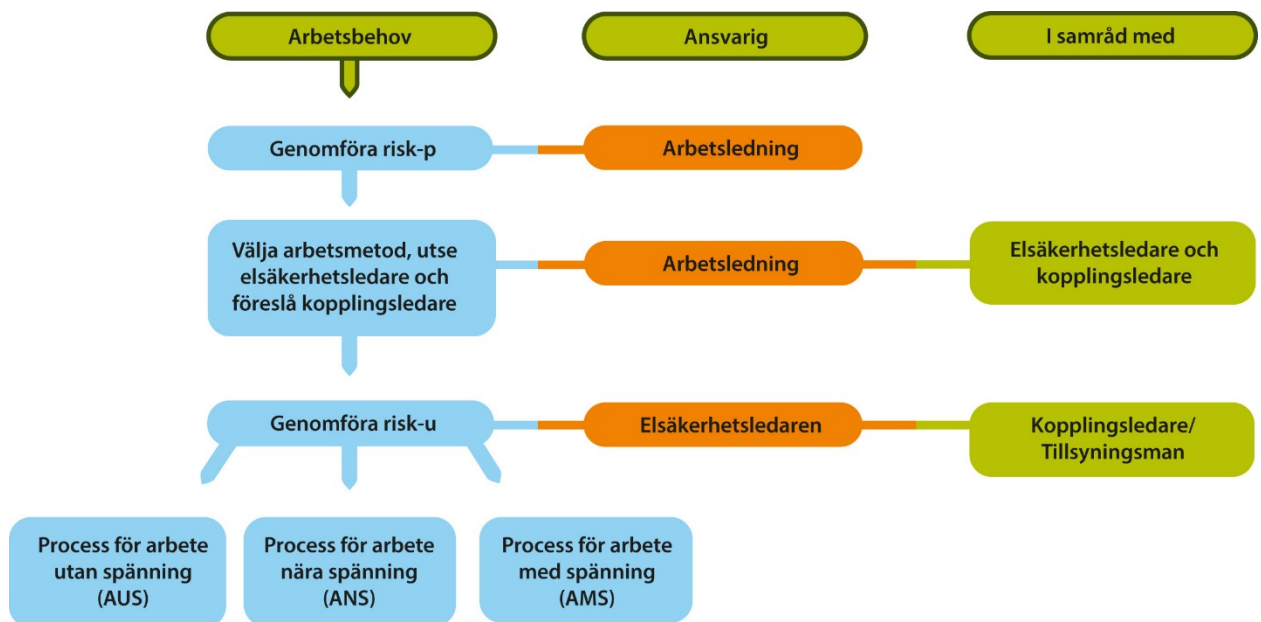 Arbetsbehov
Ansvarig
I samråd med
Genomföra risk-p
Arbetsledning
Välja arbetsmetod, utse
elsäkerhetsledare och
föreslå kopplingsledare
Arbetsledning
Elsäkerhetsledare och
kopplingsledare
Genomföra risk-u
Elsäkerhetsledaren
Kopplingsledare/
Tillsyningsman
Process för arbete
utan spänning
(AUS)
Process för arbete
nära spänning
(ANS)
Process för arbete
med spänning
(AMS)